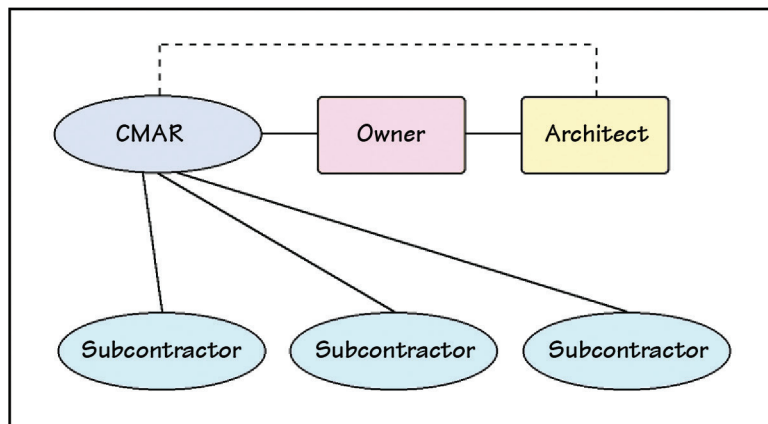 CMAR
Owner
Architect
Subcontractor
Subcontractor
Subcontractor